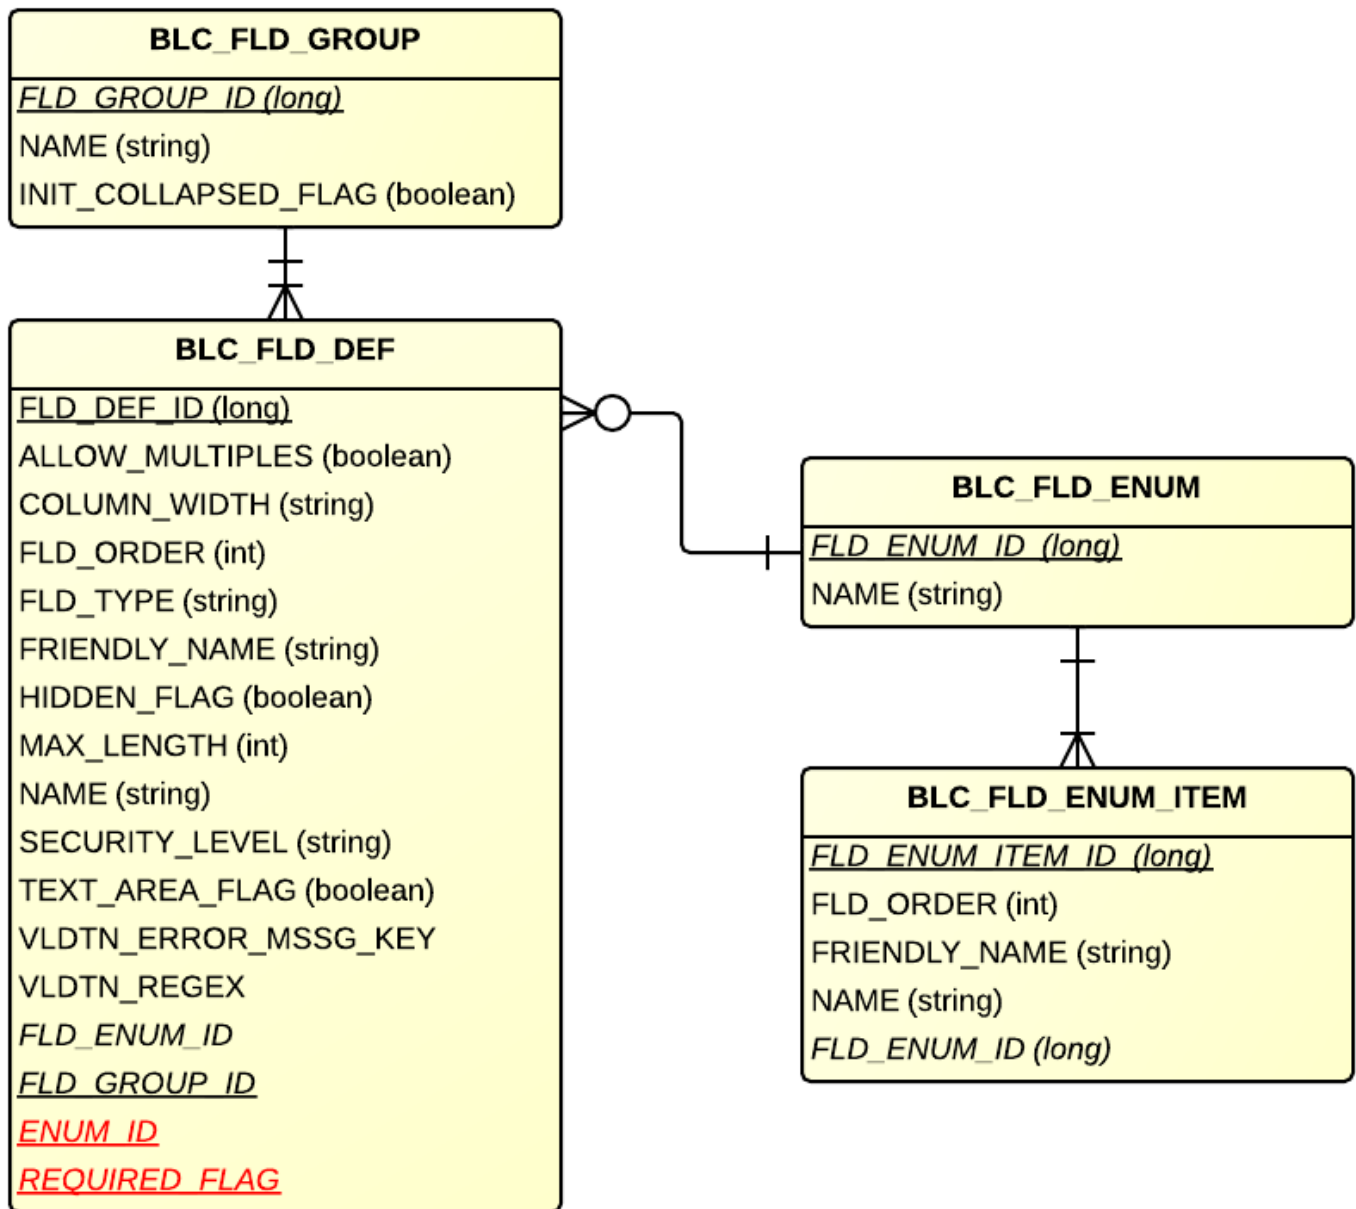 BLC_FLD_GROUP
FLD_GROUP_ID (long)
NAME (string)
INIT_COLLAPSED_FLAG (boolean)
BLC_FLD_DEF
FLD_DEF_ID (long)
ALLOW_MULTIPLES (boolean)
COLUMN_WIDTH (string)
FLD_ORDER (int)
FLD_TYPE (string)
FRIENDLY_NAME (string)
HIDDEN_FLAG (boolean)
MAX_LENGTH (int)
NAME (string)
SECURITY_LEVEL (string)
TEXT_AREA_FLAG (boolean)
VLDTN_ERROR_MSSG_KEY
VLDTN_REGEX
FLD_ENUM_ID
FLD_GROUP_ID
ENUM_ID
REQUIRED_FLAG
BLC_FLD_ENUM
FLD_ENUM_ID (long)
NAME (string)
BLC_FLD_ENUM_ITEM
FLD_ENUM_ITEM_ID (long)
FLD_ORDER (int)
FRIENDLY_NAME (string)
NAME (string)
FLD_ENUM_ID (long)